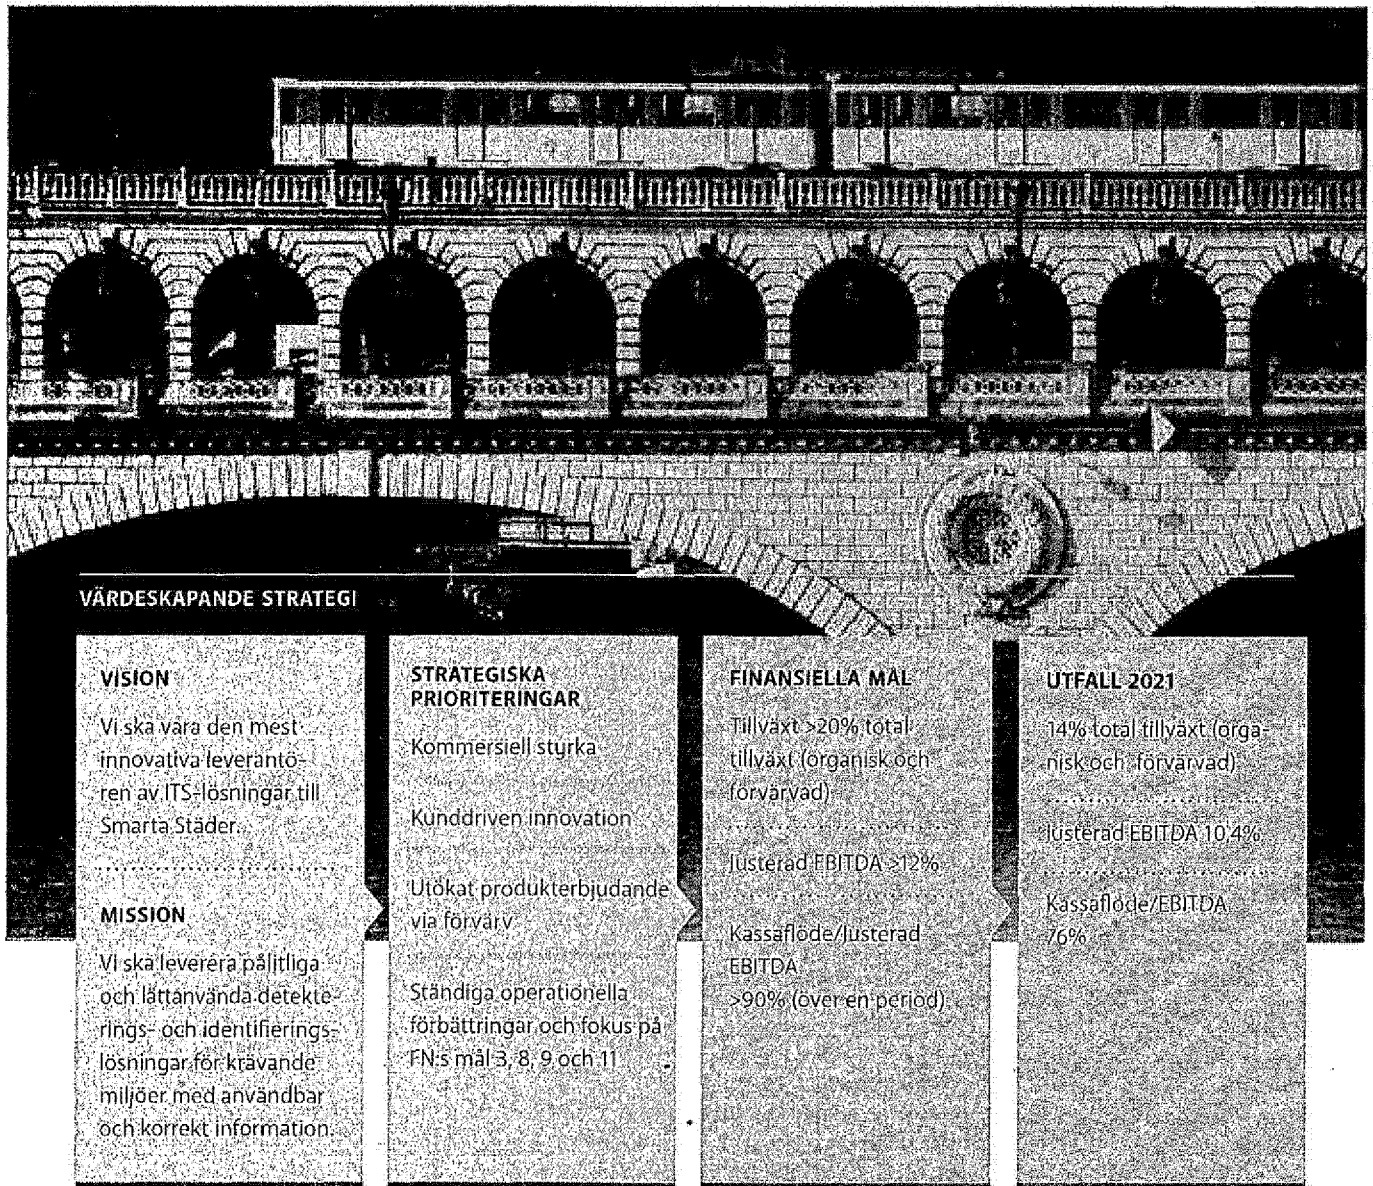 VÄRDESKAPANDE STRATEGI
VISION
Vi ska vara den mest
innovativa leverantö-
ren av ITS-lösningar till
Smarta Städer.
MISSION
Vi ska leverera pålitliga
och lättanvända detekte-
rings- och identifierings-
lösningar för krävande
miljöer med användbar
och korrekt information.
STRATEGISKA
PRIORITERINGAR
Kommersiell styrka
Kunddriven innovation
Utökat produkterbjudande
via förvärv
Ständiga operationella
förbättringar och fokus på
FN:s mål 3, 8, 9 och 11
FINANSIELLA MÅL
Tillväxt >20% total
tillväxt (organisk och
förvärvad)
Justerad EBITDA >12%
Kassaflöde/Justerad
EBITDA
>90% (över en period)
UTFALL 2021
14% total tillväxt (orga-
nisk och förvärvad)
Justerad EBITDA 10,4%
Kassaflöde/EBITDA
76%